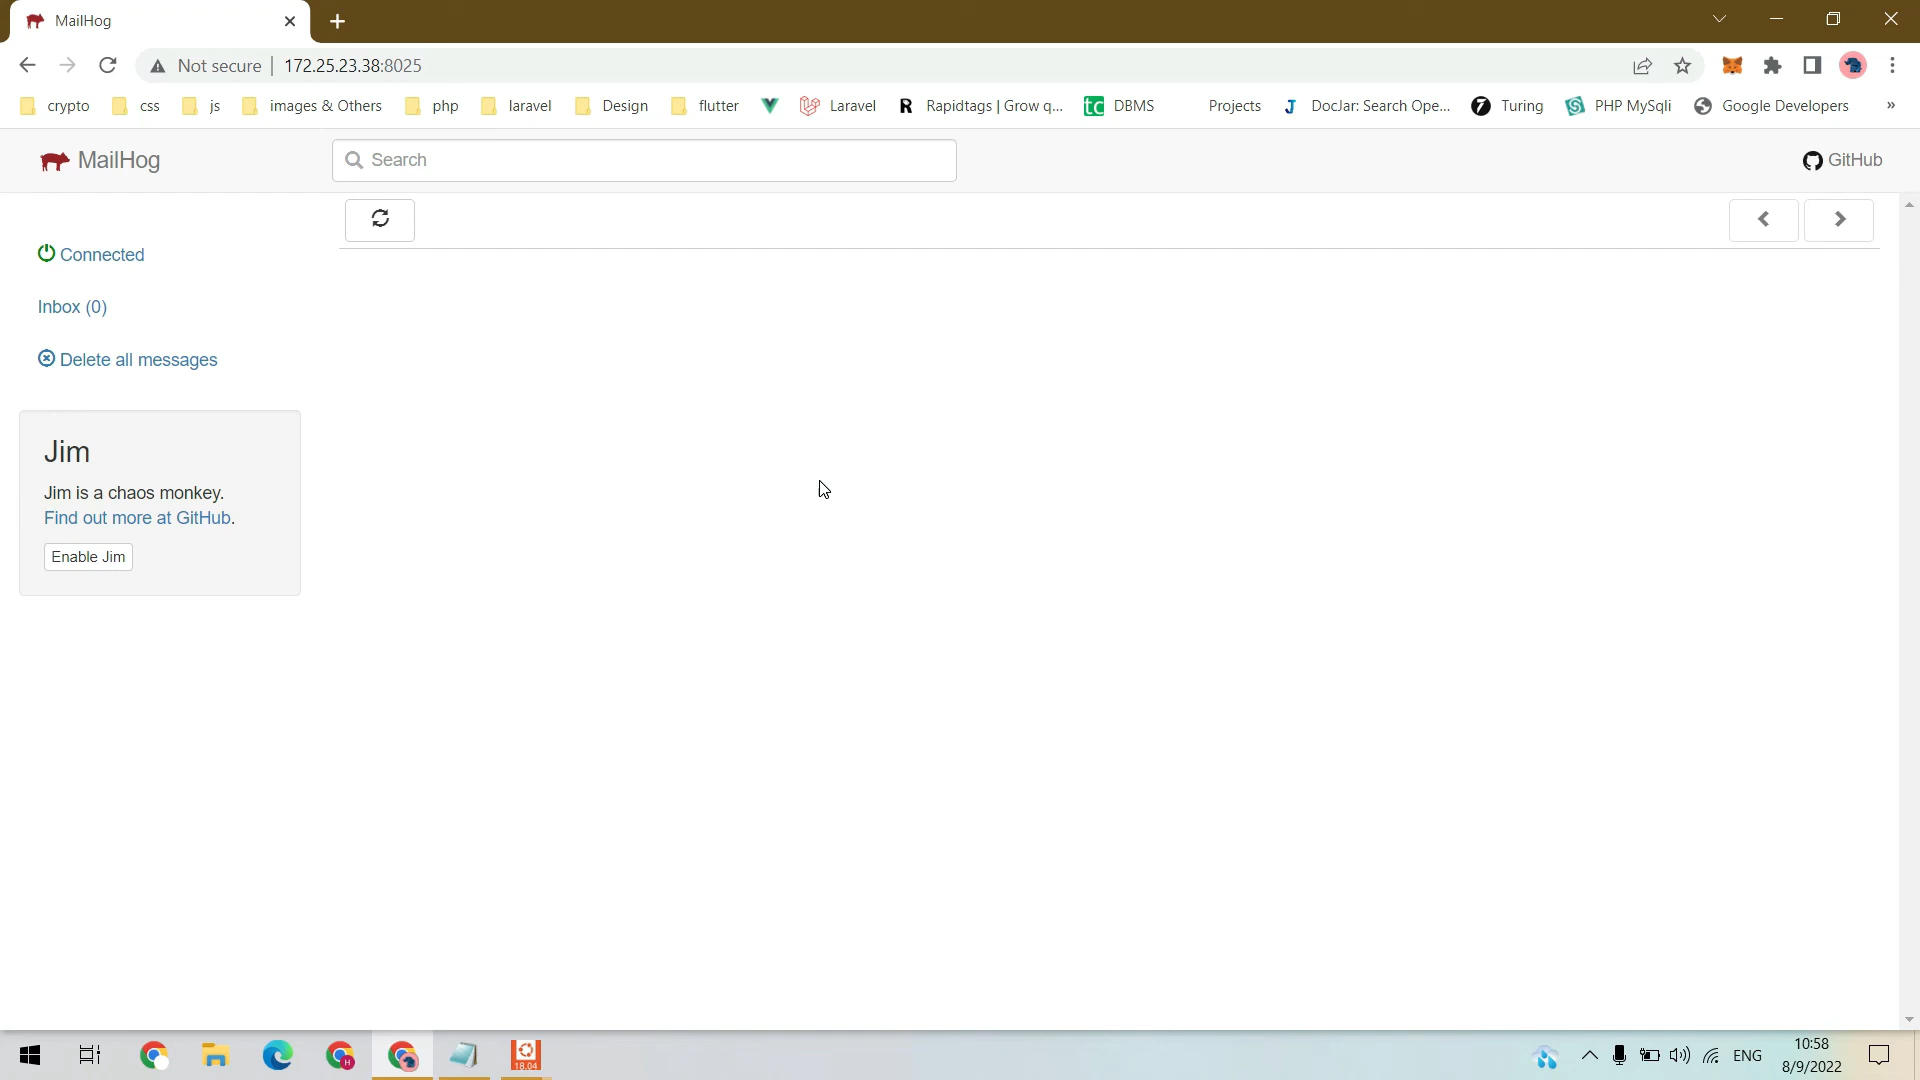 MailHog
Not secure 172.25.23.38:8025
crypto css js images & Others php laravel Design flutter Laravel R Rapidtags | Grow q... tc DBMS Projects J DocJar: Search Ope... Turing PHP MySqli Google Developers »
MailHog Search GitHub
Connected
Inbox (0)
Delete all messages
Jim
Jim is a chaos monkey.
Find out more at GitHub.
Enable Jim
18.04 ENG 10:58
8/9/2022